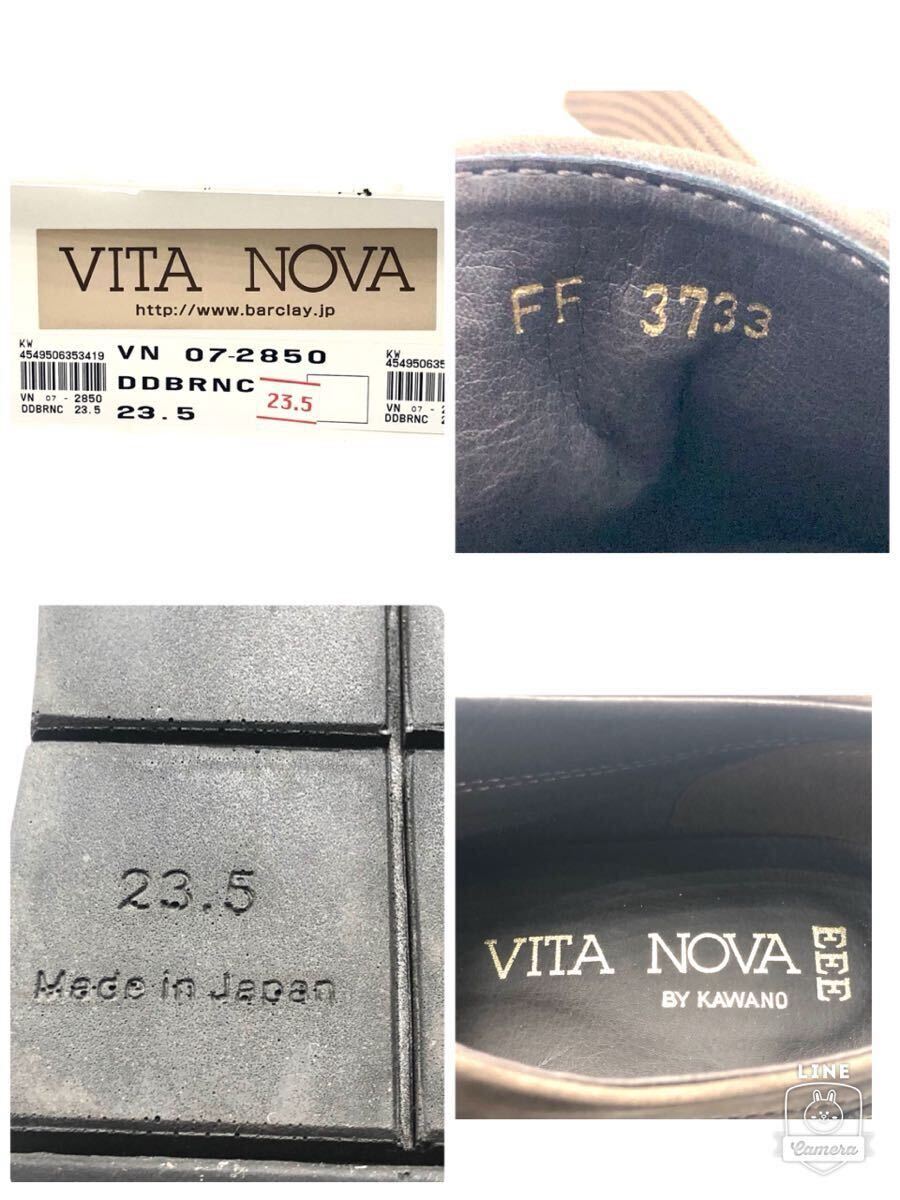 VITA NOVA
http://www.barclay.jp
KW
4549506353419
VN 07-2850
DDBRNC 23.5
VN 07-2850
DDBRNC
23.5
23.5
KW
454950635
VN 07-2
DDBRNC 2
FF 3733
23.5
Made in Japan
VITA NOVA EEE
BY KAWANO
LINE
Camera